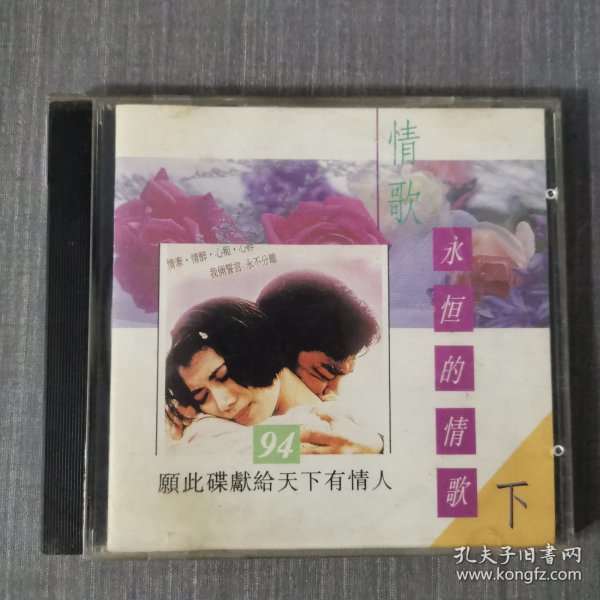 情歌
永恒的情歌
情牽·情醉·心痴·心醉
我倆誓言 永不分離
94
願此碟獻給天下有情人
下
孔夫子旧书网
www.kongfz.com